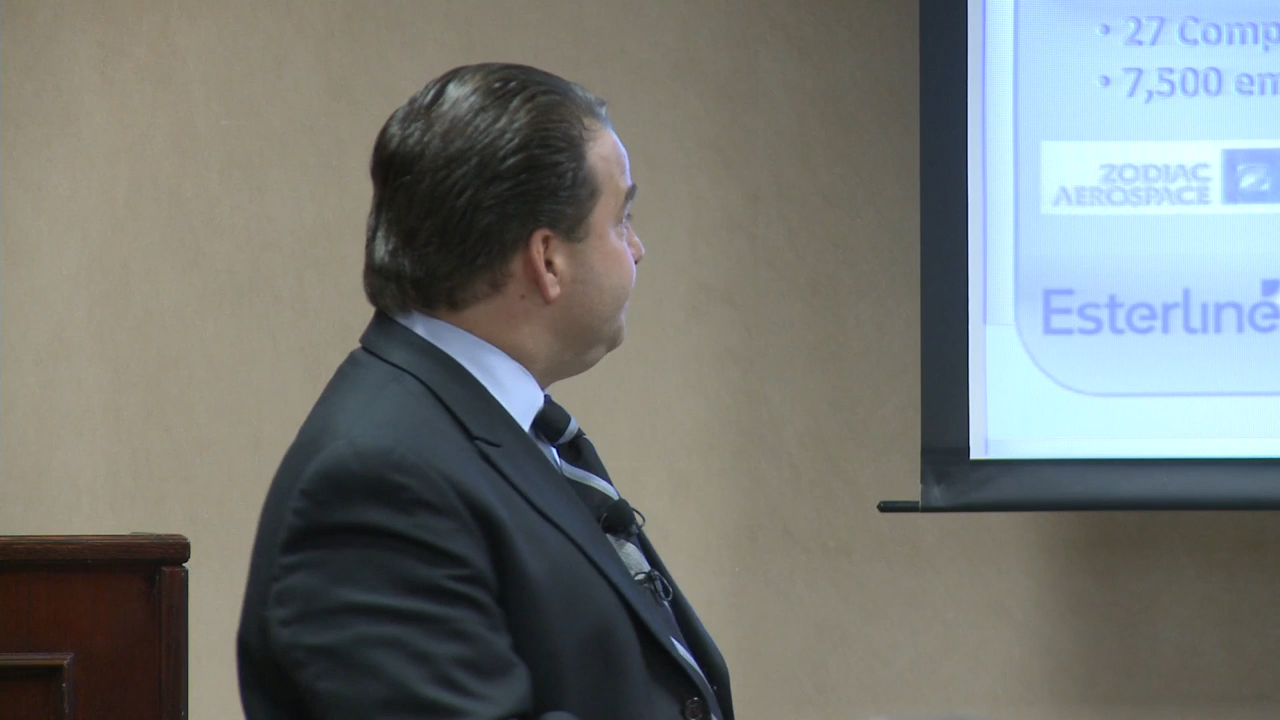 • 27 Comp
• 7,500 em
ZODIAC
AEROSPACE
Esterline